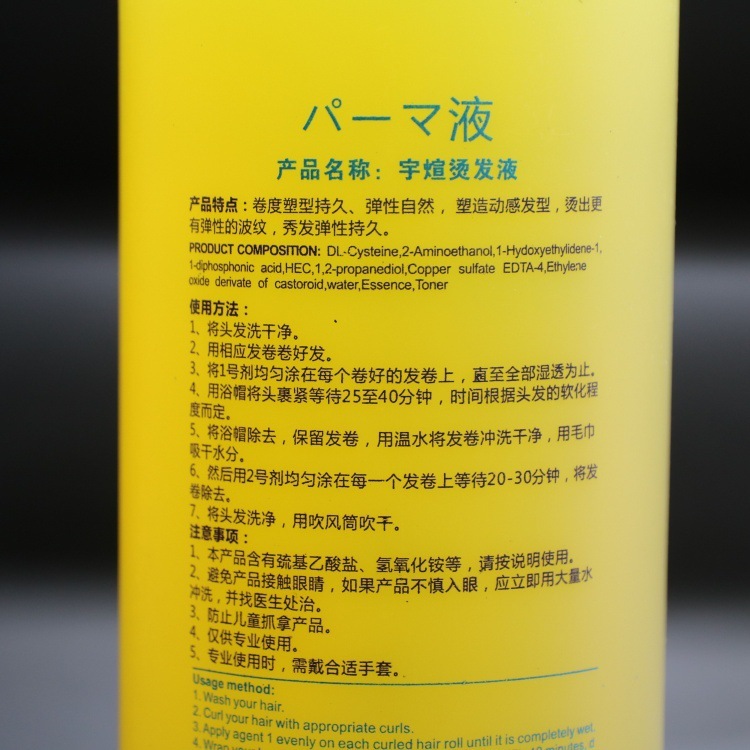 パーマ液
产品名称：宇煊烫发液
产品特点：卷度塑型持久、弹性自然，塑造动感发型，烫出更
有弹性的波纹，秀发弹性持久。
PRODUCT COMPOSITION: DL-Cysteine,2-Aminoethanol,1-Hydoxyethylidene-1,
1-diphosphonic acid,HEC,1,2-propanediol,Copper sulfate EDTA-4,Ethylene
oxide derivate of castoroid,water,Essence,Toner
使用方法：
1、将头发洗干净。
2、用相应发卷卷好发。
3、将1号剂均匀涂在每个卷好的发卷上，直至全部湿透为止。
4、用浴帽将头裹紧等待25至40分钟，时间根据头发的软化程
度而定。
5、将浴帽除去，保留发卷，用温水将发卷冲洗干净，用毛巾
吸干水分。
6、然后用2号剂均匀涂在每一个发卷上等待20-30分钟，将发
卷除去。
7、将头发洗净，用吹风筒吹干。
注意事项：
1、本产品含有巯基乙酸盐、氢氧化铵等，请按说明使用。
2、避免产品接触眼睛，如果产品不慎入眼，应立即用大量水
冲洗，并找医生处治。
3、防止儿童抓拿产品。
4、仅供专业使用。
5、专业使用时，需戴合适手套。
Usage method:
1. Wash your hair.
2. Curl your hair with appropriate curls.
3. Apply agent 1 evenly on each curled hair roll until it is completely wet.